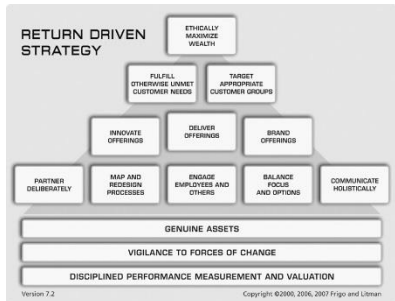 RETURN DRIVEN
STRATEGY
ETHICALLY
MAXIMIZE
WEALTH
FULFILL
OTHERWISE UNMET
CUSTOMER NEEDS
TARGET
APPROPRIATE
CUSTOMER GROUPS
INNOVATE
OFFERINGS
DELIVER
OFFERINGS
BRAND
OFFERINGS
PARTNER
DELIBERATELY
MAP AND
REDESIGN
PROCESSES
ENGAGE
EMPLOYEES AND
OTHERS
BALANCE
FOCUS
AND OPTIONS
COMMUNICATE
HOLISTICALLY
GENUINE ASSETS
VIGILANCE TO FORCES OF CHANGE
DISCIPLINED PERFORMANCE MEASUREMENT AND VALUATION
Version 7.2
Copyright ©2000, 2006, 2007 Frigo and Litman